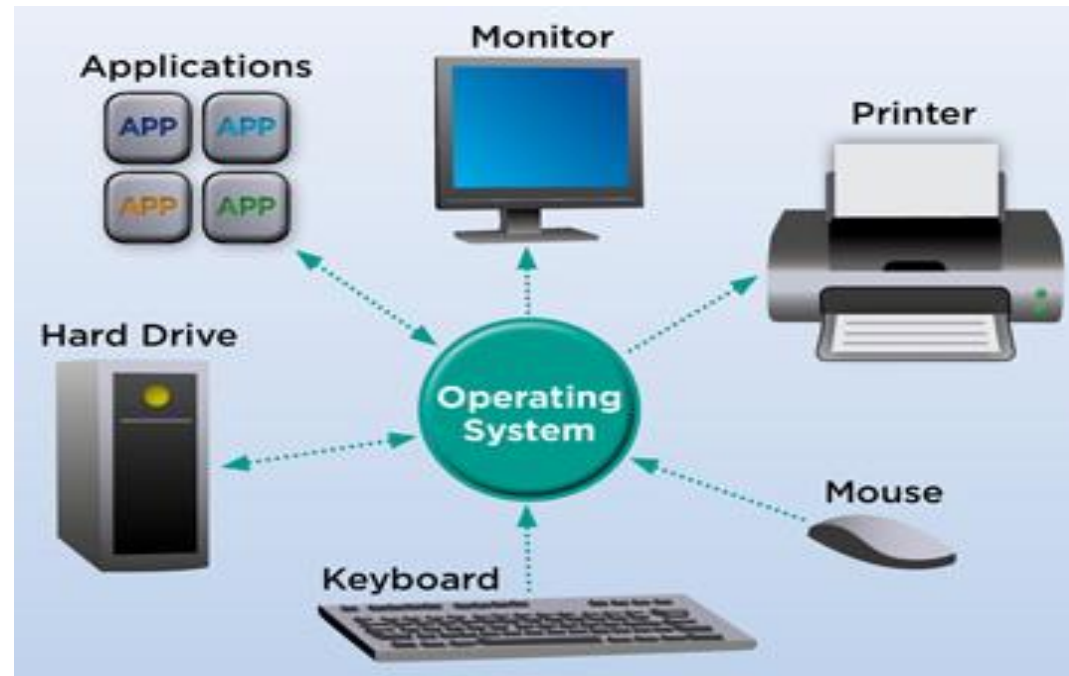 Monitor
Applications
APP APP
APP APP
Printer
Hard Drive
Operating
System
Mouse
Keyboard